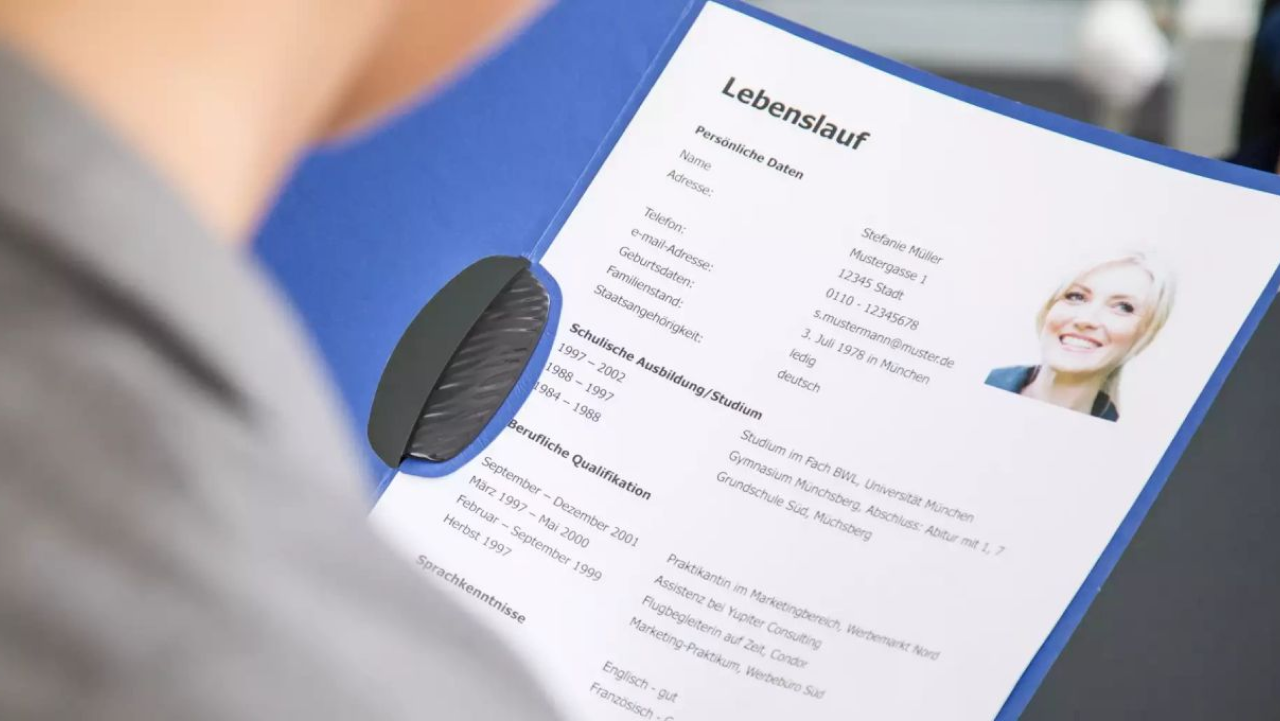 Lebenslauf
Persönliche Daten
Name
Adresse:
Telefon:
e-mail-Adresse:
Geburtsdaten:
Familienstand:
Staatsangehörigkeit:
Stefanie Müller
Mustergasse 1
12345 Stadt
0110 - 12345678
s.mustermann@muster.de
3. Juli 1978 in München
ledig
deutsch
Schulische Ausbildung/Studium
1997 – 2002
1988 – 1997
1984 – 1988
Studium im Fach BWL, Universität München
Gymnasium Münchsberg, Abschluss: Abitur mit 1, 7
Grundschule Süd, Müchsberg
Berufliche Qualifikation
September – Dezember 2001
März 1997 – Mai 2000
Februar – September 1999
Herbst 1997
Praktikantin im Marketingbereich, Werbemarkt Nord
Assistenz bei Yupiter Consulting
Flugbegleiterin auf Zeit, Condor
Marketing-Praktikum, Werbebüro Süd
Sprachkenntnisse
Englisch - gut
Französisch -